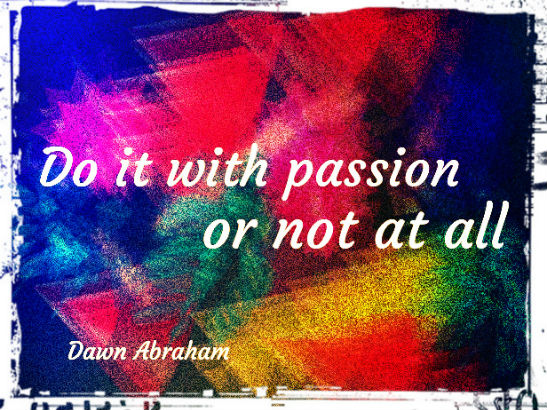 Do it with passion
or not at all
Dawn Abraham